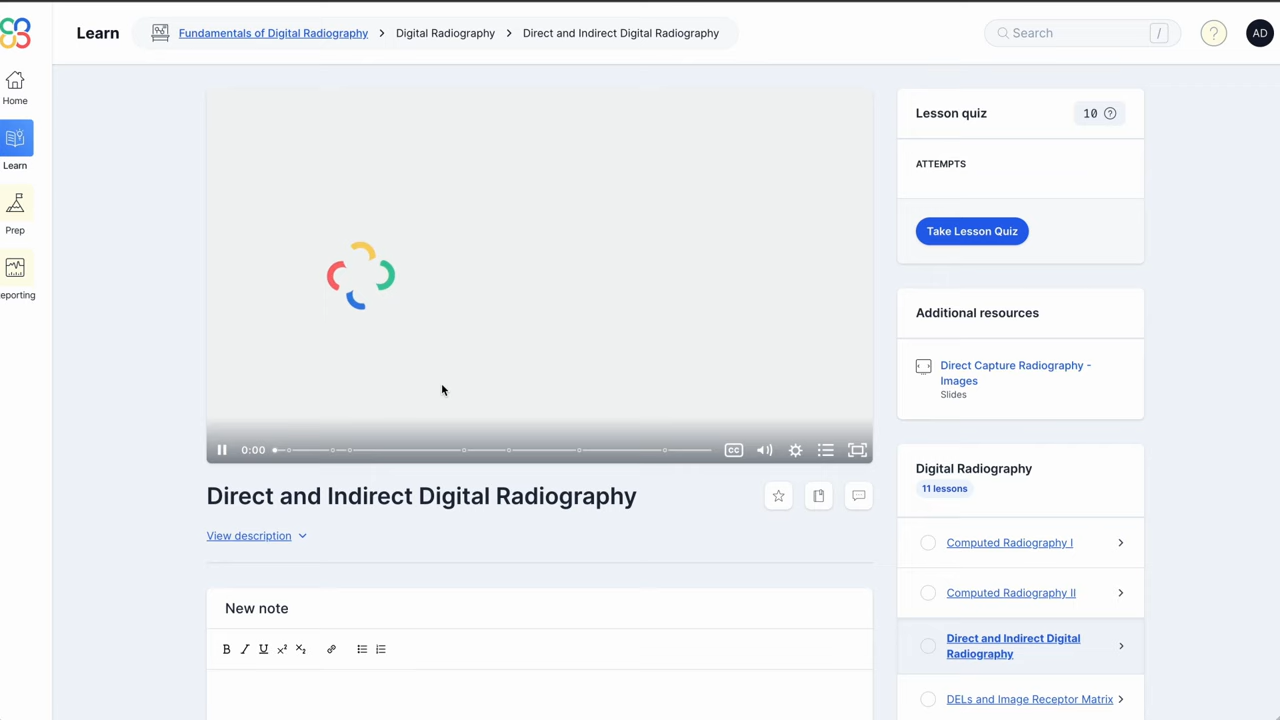 Learn
Fundamentals of Digital Radiography > Digital Radiography > Direct and Indirect Digital Radiography
Search /
?
AD
Home
Learn
Prep
eporting
0:00
CC
Direct and Indirect Digital Radiography
View description
New note
B I U x² x₂
Lesson quiz
10 ?
ATTEMPTS
Take Lesson Quiz
Additional resources
Direct Capture Radiography -
Images
Slides
Digital Radiography
11 lessons
Computed Radiography I
Computed Radiography II
Direct and Indirect Digital
Radiography
DELs and Image Receptor Matrix